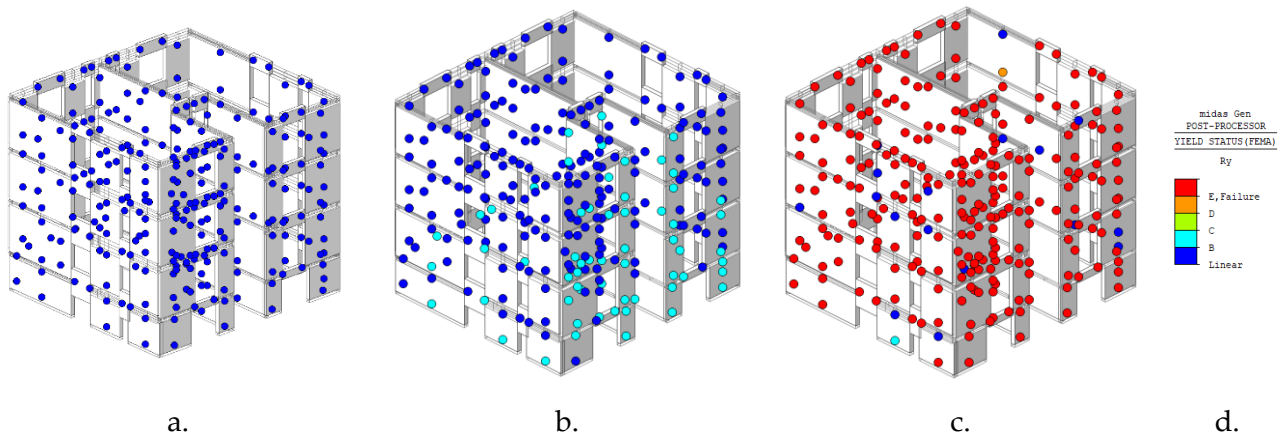 midas Gen
POST-PROCESSOR
YIELD STATUS(FEMA)
Ry
E,Failure
D
C
B
Linear
a.
b.
c.
d.